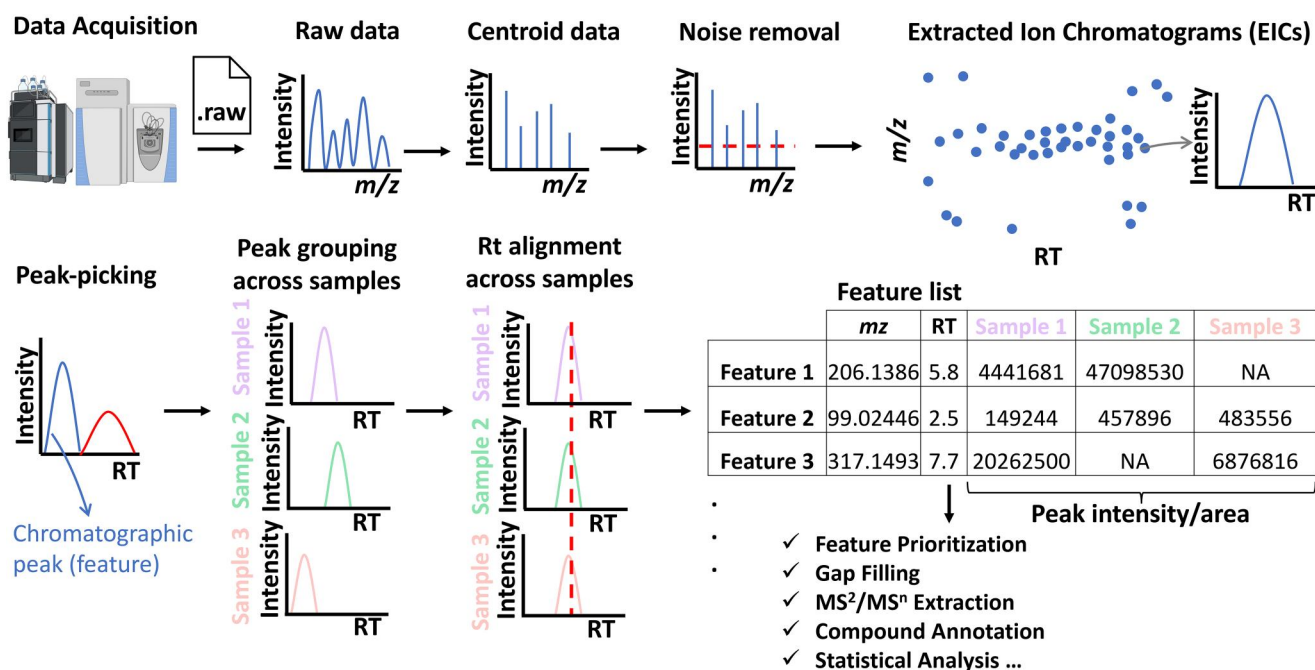 Data Acquisition
.raw
Raw data
Intensity
m/z
Centroid data
Intensity
m/z
Noise removal
Intensity
m/z
Extracted Ion Chromatograms (EICs)
m/z
RT
Intensity
RT
Peak-picking
Intensity
RT
Chromatographic
peak (feature)
Peak grouping
across samples
Sample 1
Intensity
RT
Sample 2
Intensity
RT
Sample 3
Intensity
RT
Rt alignment
across samples
Sample 1
Intensity
RT
Sample 2
Intensity
RT
Sample 3
Intensity
RT
Feature list
mz RT Sample 1 Sample 2 Sample 3
Feature 1 206.1386 5.8 4441681 47098530 NA
Feature 2 99.02446 2.5 149244 457896 483556
Feature 3 317.1493 7.7 20262500 NA 6876816
Peak intensity/area
✓ Feature Prioritization
✓ Gap Filling
✓ MS²/MSⁿ Extraction
✓ Compound Annotation
✓ Statistical Analysis ...